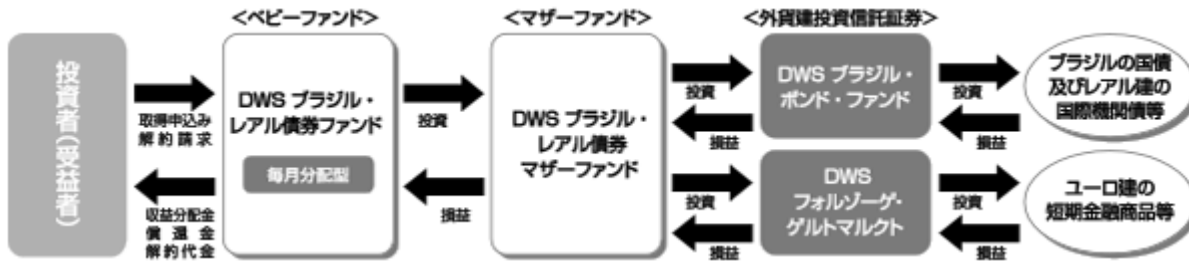 <ベビーファンド>
<マザーファンド>
<外貨建投資信託証券>
投資者(受益者)
取得申込み
解約請求
収益分配金
償還金
解約代金
DWS ブラジル・
レアル債券ファンド
毎月分配型
投資
損益
DWS ブラジル・
レアル債券
マザーファンド
投資
損益
投資
損益
DWS ブラジル・
ボンド・ファンド
DWS
フォルゾーゲ・
ゲルトマルクト
投資
損益
投資
損益
ブラジルの国債
及びレアル建の
国際機関債等
ユーロ建の
短期金融商品等